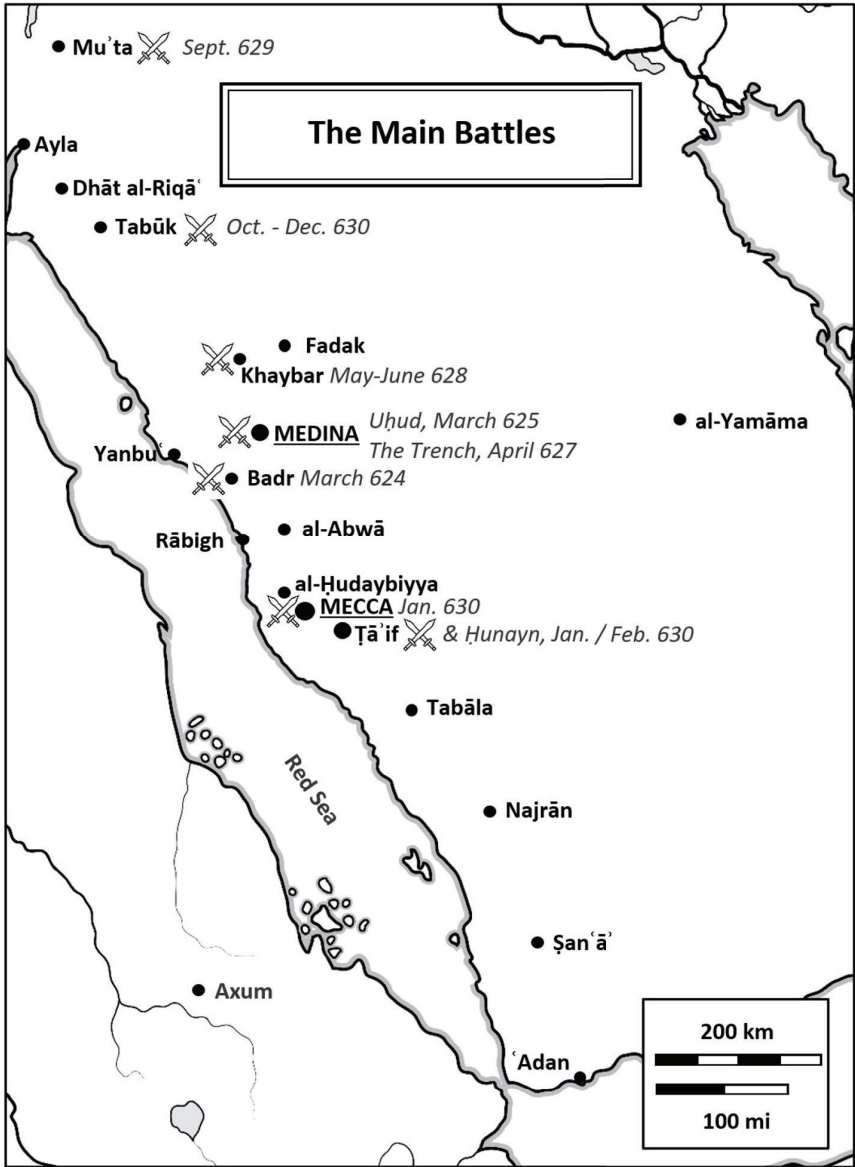 Muʾta Sept. 629
The Main Battles
Ayla
Dhāt al-Riqāʿ
Tabūk Oct. - Dec. 630
Fadak
Khaybar May-June 628
MEDINA Uḥud, March 625
The Trench, April 627
al-Yamāma
Yanbuʿ
Badr March 624
al-Abwā
Rābigh
al-Ḥudaybiyya
MECCA Jan. 630
Ṭāʾif & Ḥunayn, Jan. / Feb. 630
Tabāla
Red Sea
Najrān
Ṣanʿāʾ
Axum
200 km
ʿAdan
100 mi